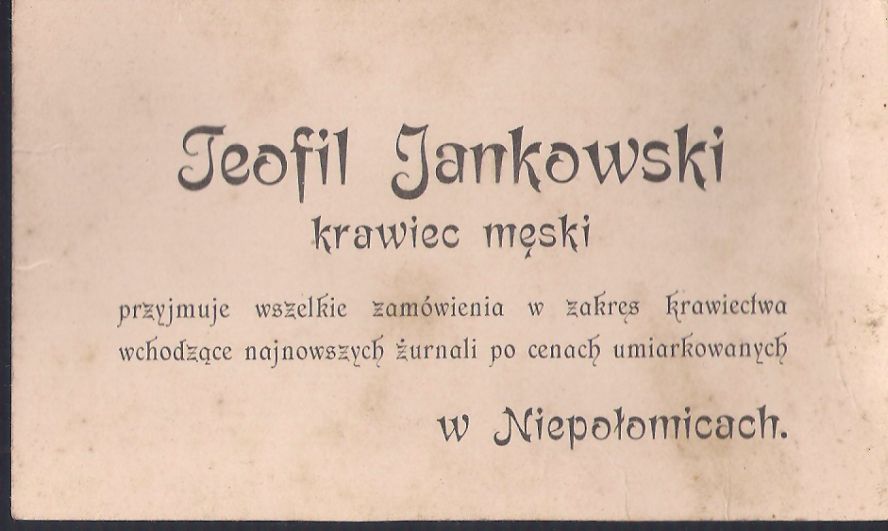 Teofil Jankowski
krawiec męski
przyjmuje wszelkie zamówienia w zakres krawiectwa
wchodzące najnowszych żurnali po cenach umiarkowanych
w Niepołomicach.